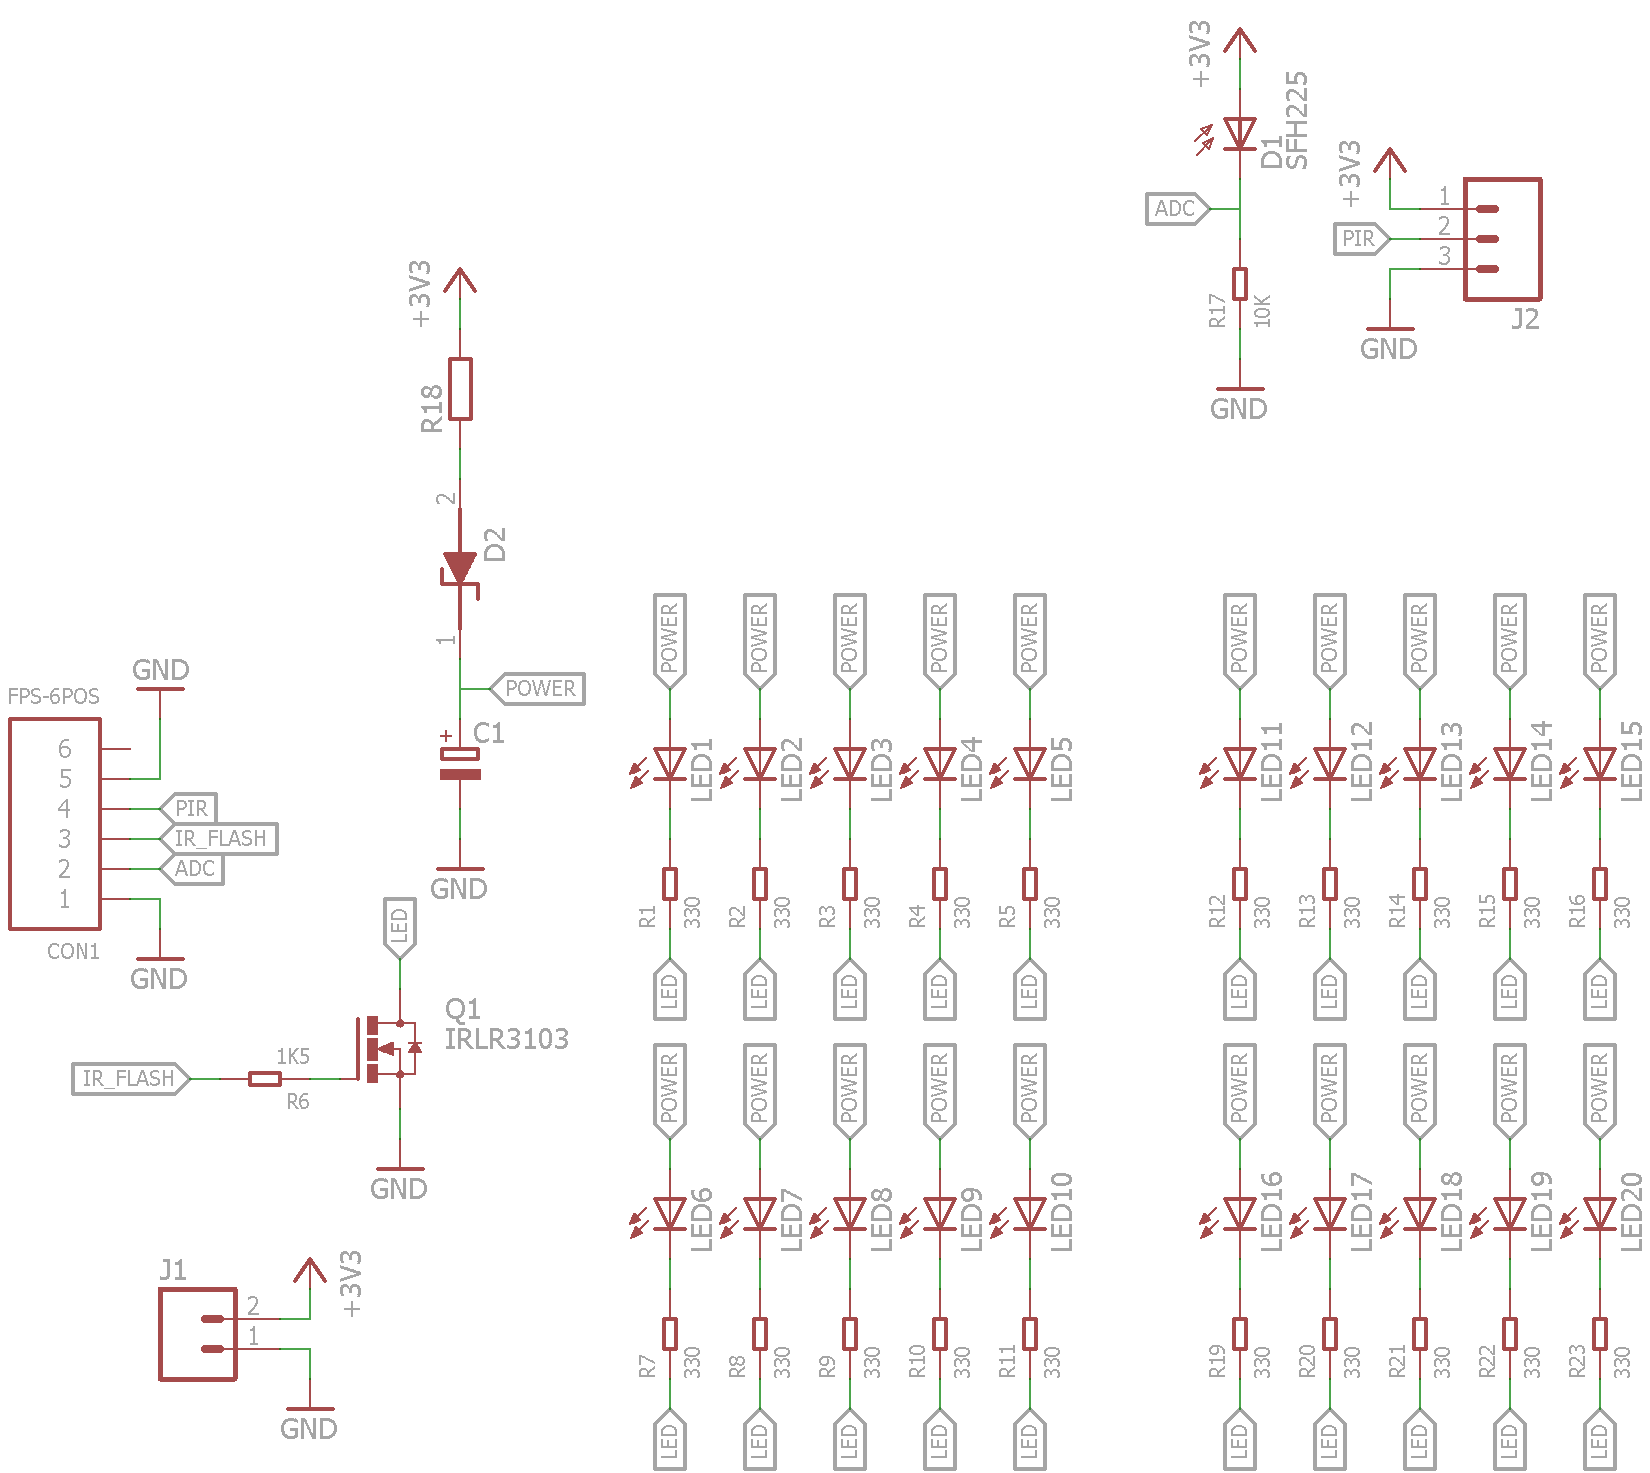 +3V3
D1
SFH225
ADC
R17
10K
GND
+3V3
1
PIR
2
3
J2
GND
+3V3
R18
2
D2
1
POWER
+
C1
GND
GND
FPS-6POS
6
5
4
PIR
3
IR_FLASH
2
ADC
1
CON1
GND
LED
Q1
IRLR3103
IR_FLASH
1K5
R6
GND
J1
2
+3V3
1
GND
POWER POWER POWER POWER POWER POWER POWER POWER POWER POWER
LED1 LED2 LED3 LED4 LED5 LED11 LED12 LED13 LED14 LED15
R1 330 R2 330 R3 330 R4 330 R5 330 R12 330 R13 330 R14 330 R15 330 R16 330
LED LED LED LED LED LED LED LED LED LED
POWER POWER POWER POWER POWER POWER POWER POWER POWER POWER
LED6 LED7 LED8 LED9 LED10 LED16 LED17 LED18 LED19 LED20
R7 330 R8 330 R9 330 R10 330 R11 330 R19 330 R20 330 R21 330 R22 330 R23 330
LED LED LED LED LED LED LED LED LED LED